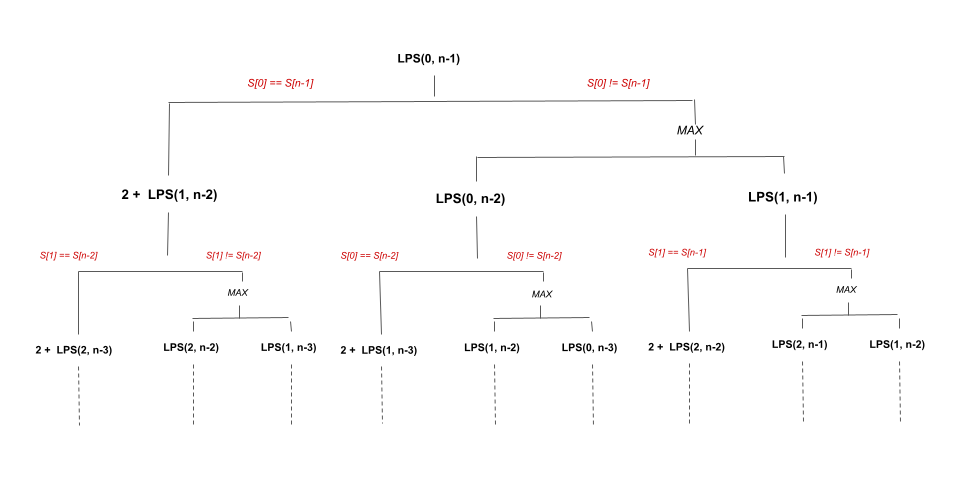 LPS(0, n-1)
S[0] == S[n-1]
S[0] != S[n-1]
MAX
2 + LPS(1, n-2)
LPS(0, n-2)
LPS(1, n-1)
S[1] == S[n-2]
S[1] != S[n-2]
S[0] == S[n-2]
S[0] != S[n-2]
S[1] == S[n-1]
S[1] != S[n-1]
MAX
MAX
MAX
2 + LPS(2, n-3)
LPS(2, n-2)
LPS(1, n-3)
2 + LPS(1, n-3)
LPS(1, n-2)
LPS(0, n-3)
2 + LPS(2, n-2)
LPS(2, n-1)
LPS(1, n-2)